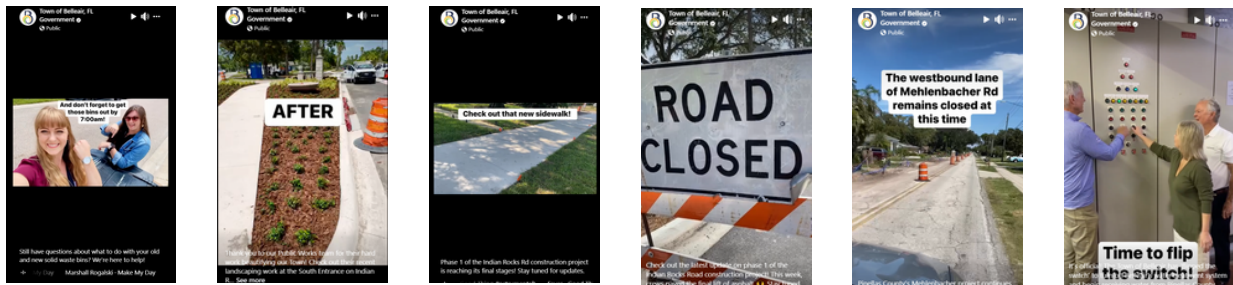 Town of Belleair, FL
Government
Public
And don't forget to get
those bins out by
7:00am!
Still have questions about what to do with your old
and new solid waste bins? We're here to help!
My Day
Marshall Rogalski · Make My Day
Town of Belleair, FL
Government
Public
AFTER
Thank you to our Public Works team for their hard
work beautifying our Town! Check out their recent
landscaping work at the South Entrance on Indian
R... See more
Town of Belleair, FL
Government
Public
Check out that new sidewalk!
Phase 1 of the Indian Rocks Rd construction project
is reaching its final stages! Stay tuned for updates.
Town of Belleair, FL
Government
Public
ROAD
CLOSED
Check out the latest update on phase 1 of the
Indian Rocks Road construction project! This week,
Town of Belleair, FL
Government
Public
The westbound lane
of Mehlenbacher Rd
remains closed at
this time
Pinellas County's Mehlenbacher project continues
Town of Belleair, FL
Government
Public
Time to flip
the switch!
It's official